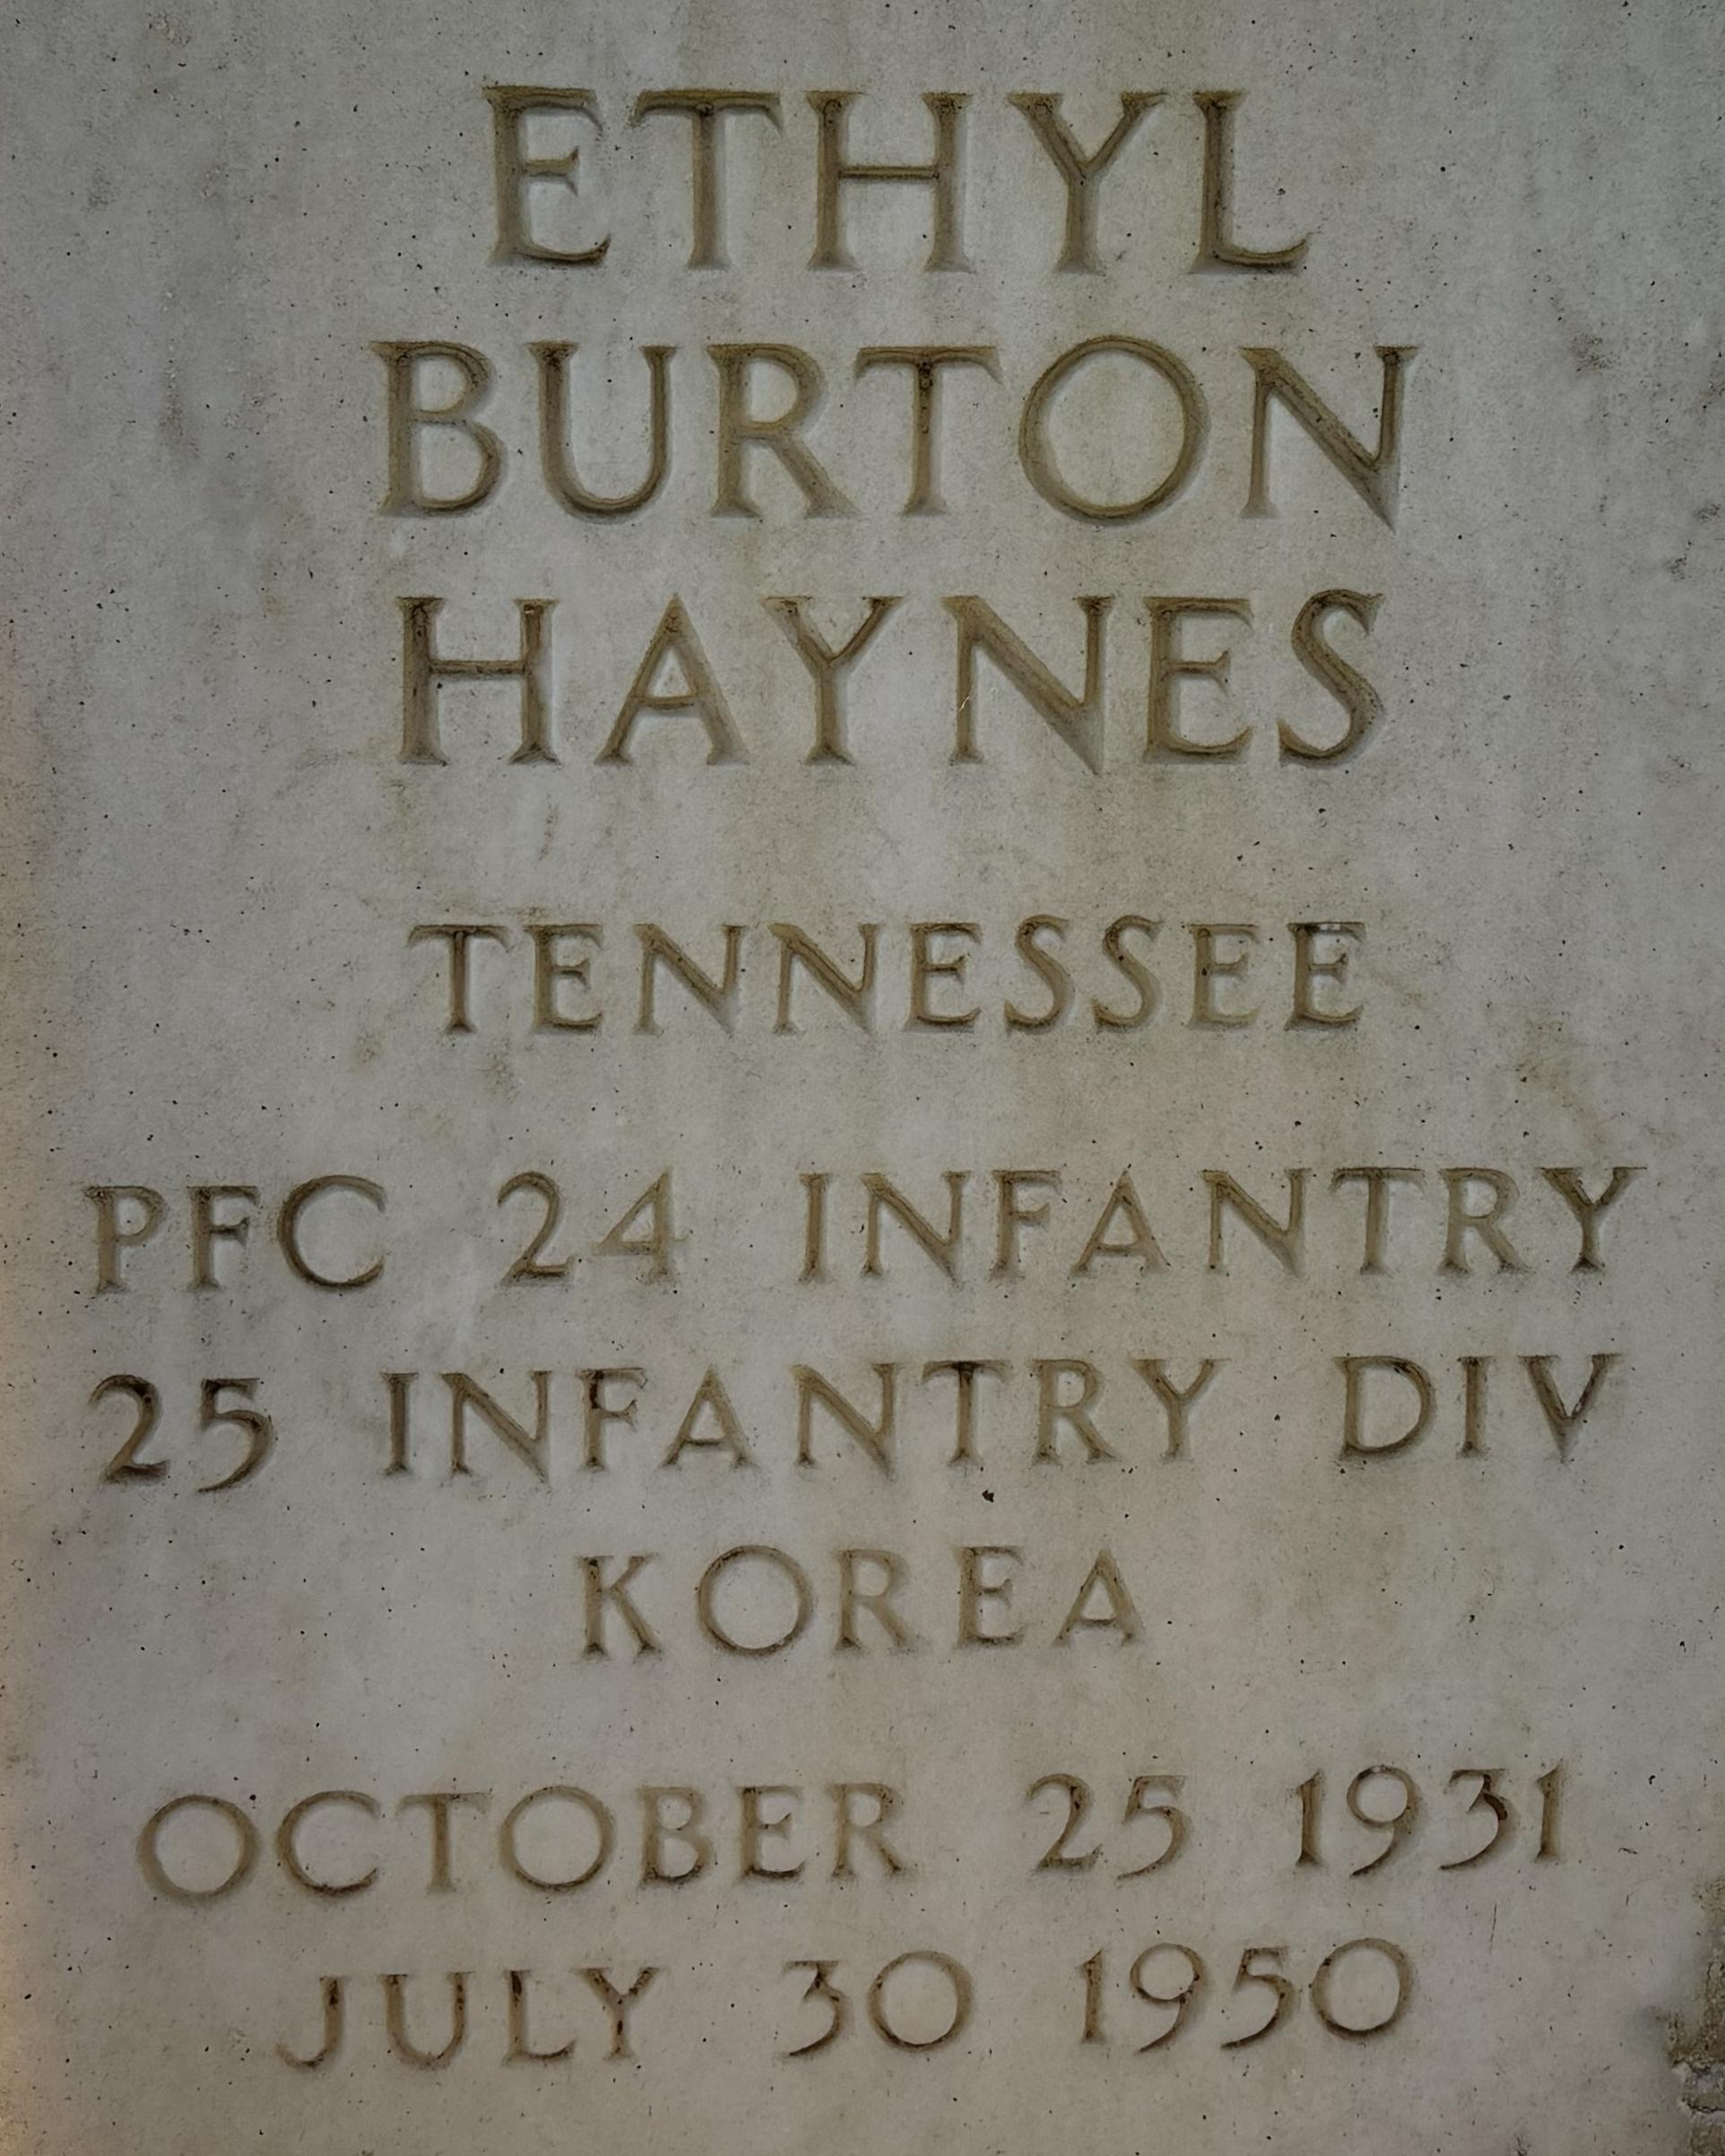 ETHYL
BURTON
HAYNES
TENNESSEE
PFC 24 INFANTRY
25 INFANTRY DIV
KOREA
OCTOBER 25 1931
JULY 30 1950